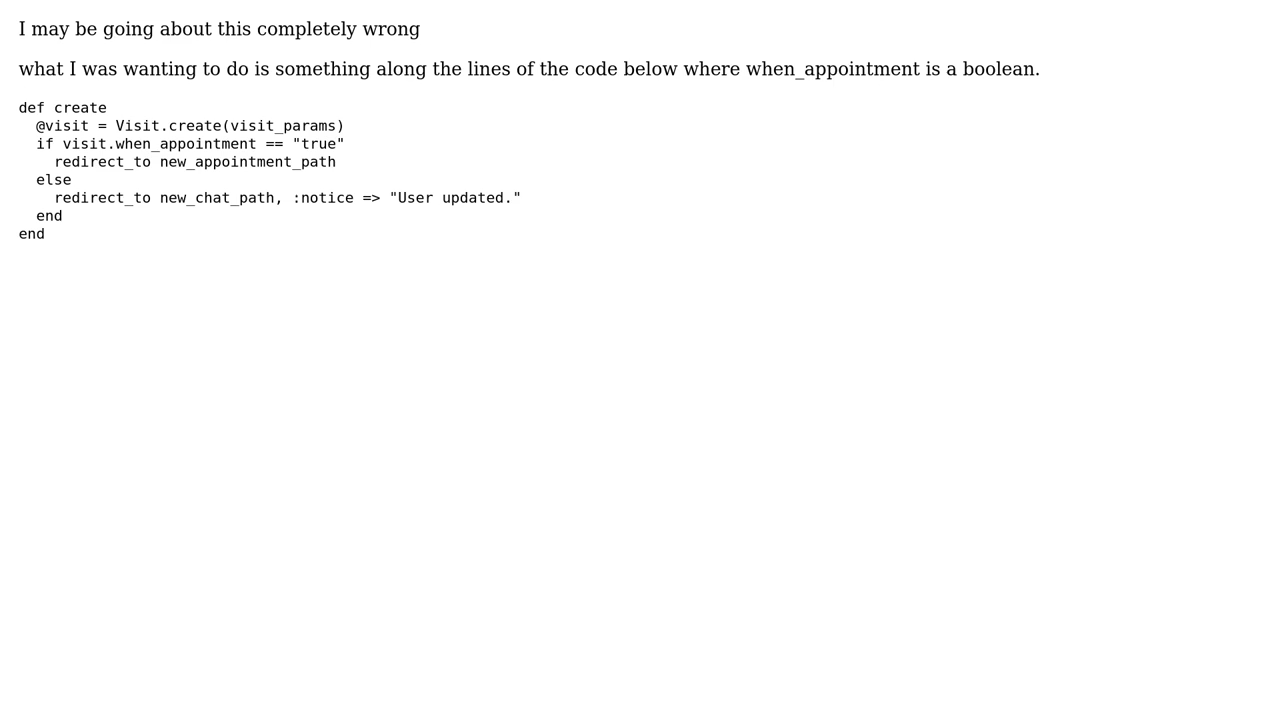 I may be going about this completely wrong
what I was wanting to do is something along the lines of the code below where when_appointment is a boolean.
def create
  @visit = Visit.create(visit_params)
  if visit.when_appointment == "true"
    redirect_to new_appointment_path
  else
    redirect_to new_chat_path, :notice => "User updated."
  end
end